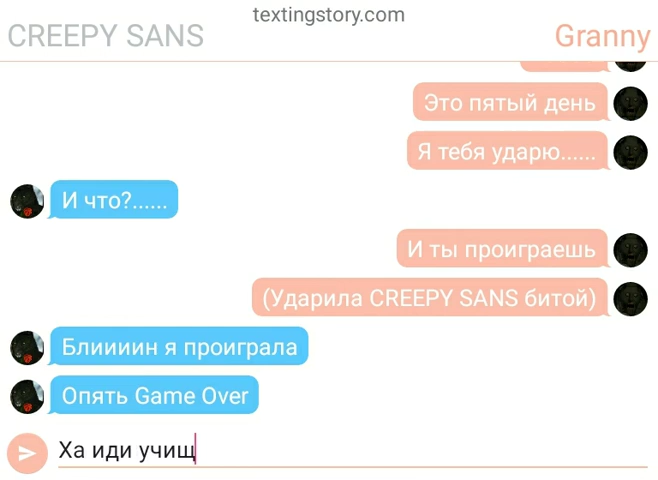 textingstory.com
CREEPY SANS
Granny
Это пятый день
Я тебя ударю......
И что?......
И ты проиграешь
(Ударила CREEPY SANS битой)
Блиииин я проиграла
Опять Game Over
Ха иди учищ